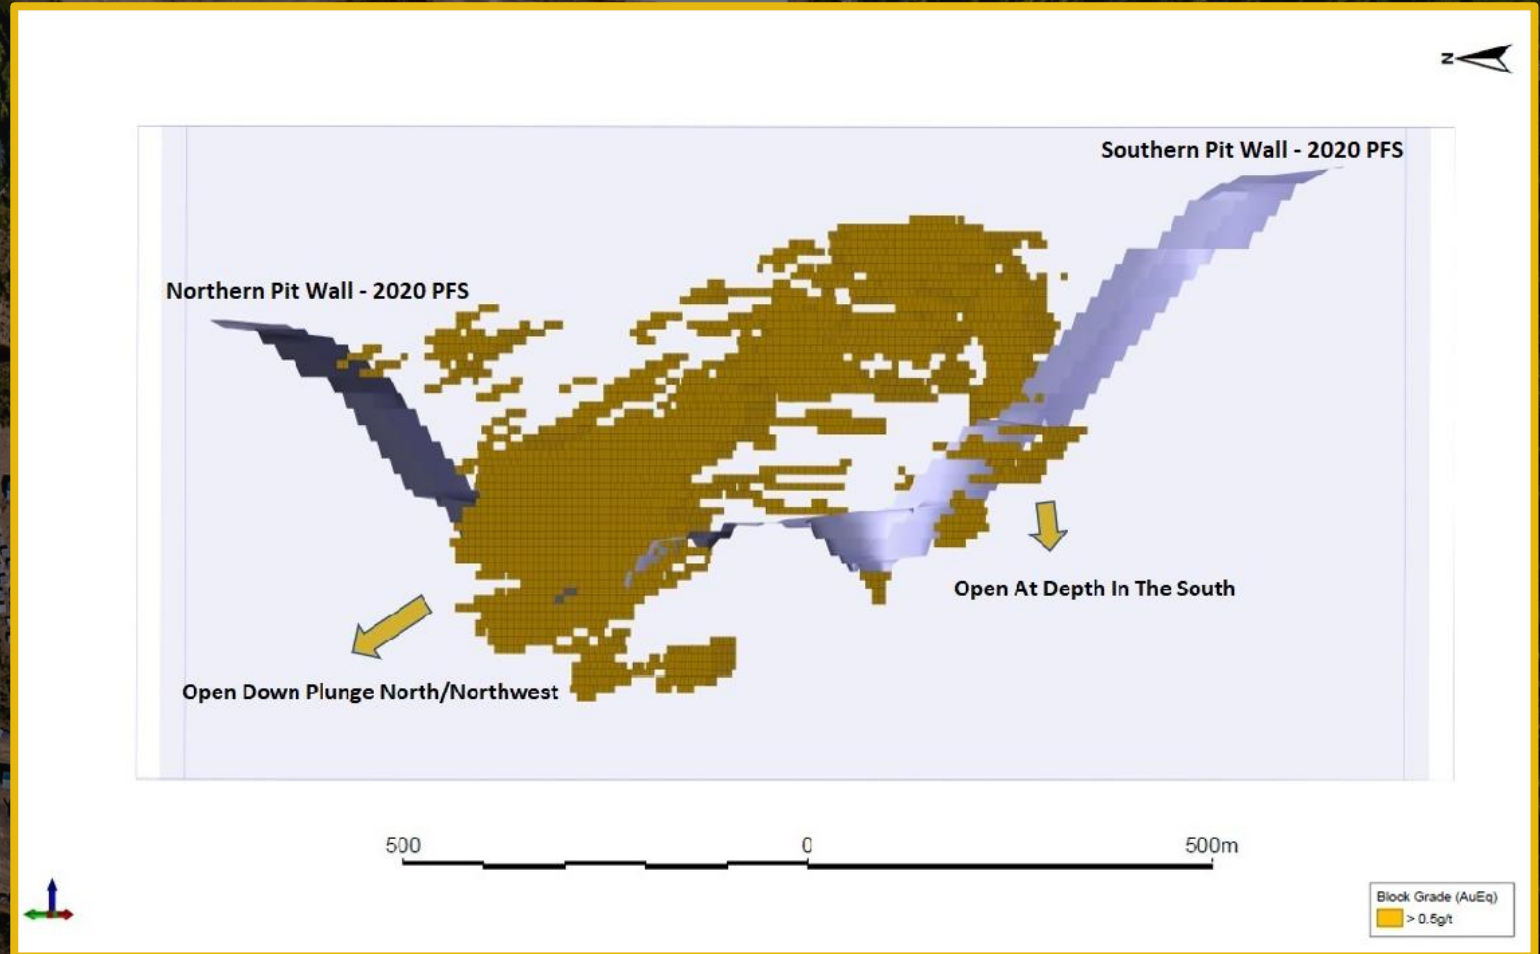 N
Southern Pit Wall - 2020 PFS
Northern Pit Wall - 2020 PFS
Open At Depth In The South
Open Down Plunge North/Northwest
500 0 500m
Block Grade (AuEq)
> 0.5g/t